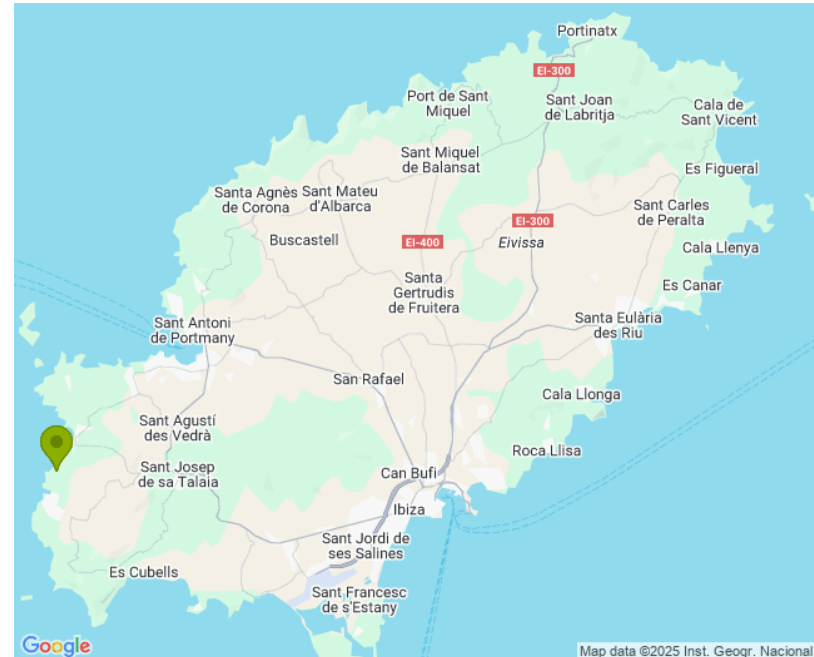 Portinatx
EI-300
Port de Sant
Miquel
Sant Joan
de Labritja
Cala de
Sant Vicent
Sant Miquel
de Balansat
Es Figueral
Santa Agnès
de Corona
Sant Mateu
d'Albarca
Sant Carles
de Peralta
EI-300
Buscastell
EI-400
Eivissa
Cala Llenya
Santa
Gertrudis
de Fruitera
Es Canar
Sant Antoni
de Portmany
Santa Eulària
des Riu
San Rafael
Cala Llonga
Sant Agustí
des Vedrà
Roca Llisa
Sant Josep
de sa Talaia
Can Bufi
Ibiza
Sant Jordi de
ses Salines
Es Cubells
Sant Francesc
de s'Estany
Google
Map data ©2025 Inst. Geogr. Nacional